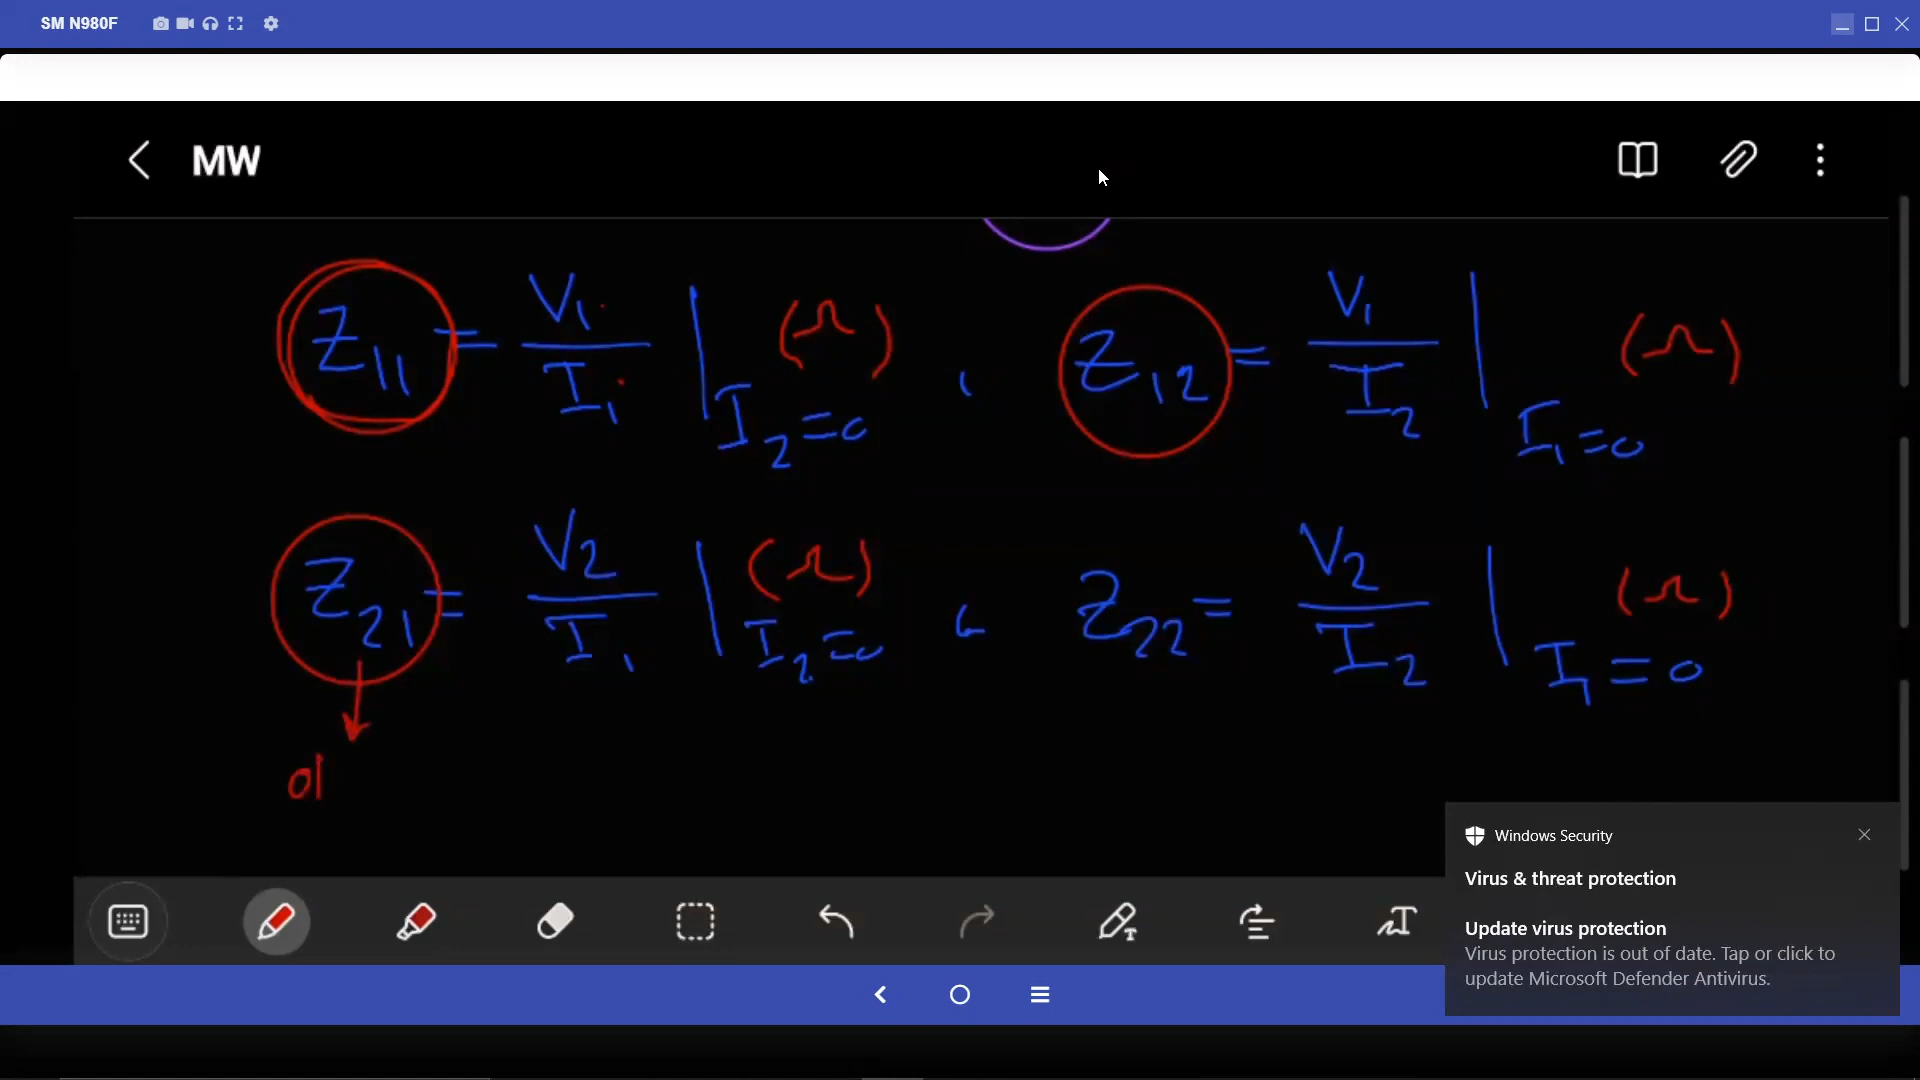 SM N980F
MW
Z11 = V1 / I1 | I2=0 (Ω) , Z12 = V1 / I2 | I1=0 (Ω)
Z21 = V2 / I1 | I2=0 (Ω) , Z22 = V2 / I2 | I1=0 (Ω)
Windows Security
Virus & threat protection
Update virus protection
Virus protection is out of date. Tap or click to
update Microsoft Defender Antivirus.